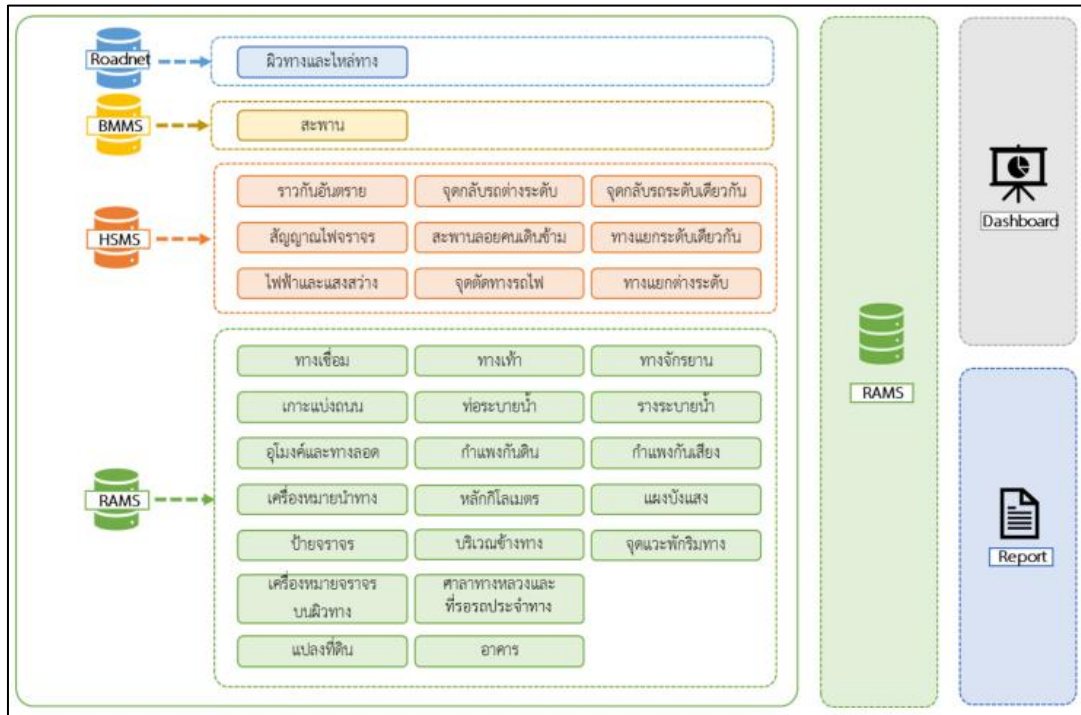 Roadnet
ผิวทางและไหล่ทาง
BMMS
สะพาน
HSMS
ราวกันอันตราย
จุดกลับรถต่างระดับ
จุดกลับรถระดับเดียวกัน
สัญญาณไฟจราจร
สะพานลอยคนเดินข้าม
ทางแยกระดับเดียวกัน
ไฟฟ้าและแสงสว่าง
จุดตัดทางรถไฟ
ทางแยกต่างระดับ
RAMS
ทางเชื่อม
ทางเท้า
ทางจักรยาน
เกาะแบ่งถนน
ท่อระบายน้ำ
รางระบายน้ำ
อุโมงค์และทางลอด
กำแพงกันดิน
กำแพงกันเสียง
เครื่องหมายนำทาง
หลักกิโลเมตร
แผงบังแสง
ป้ายจราจร
บริเวณข้างทาง
จุดแวะพักริมทาง
เครื่องหมายจราจร
บนผิวทาง
ศาลาทางหลวงและ
ที่รอรถประจำทาง
แปลงที่ดิน
อาคาร
RAMS
Dashboard
Report